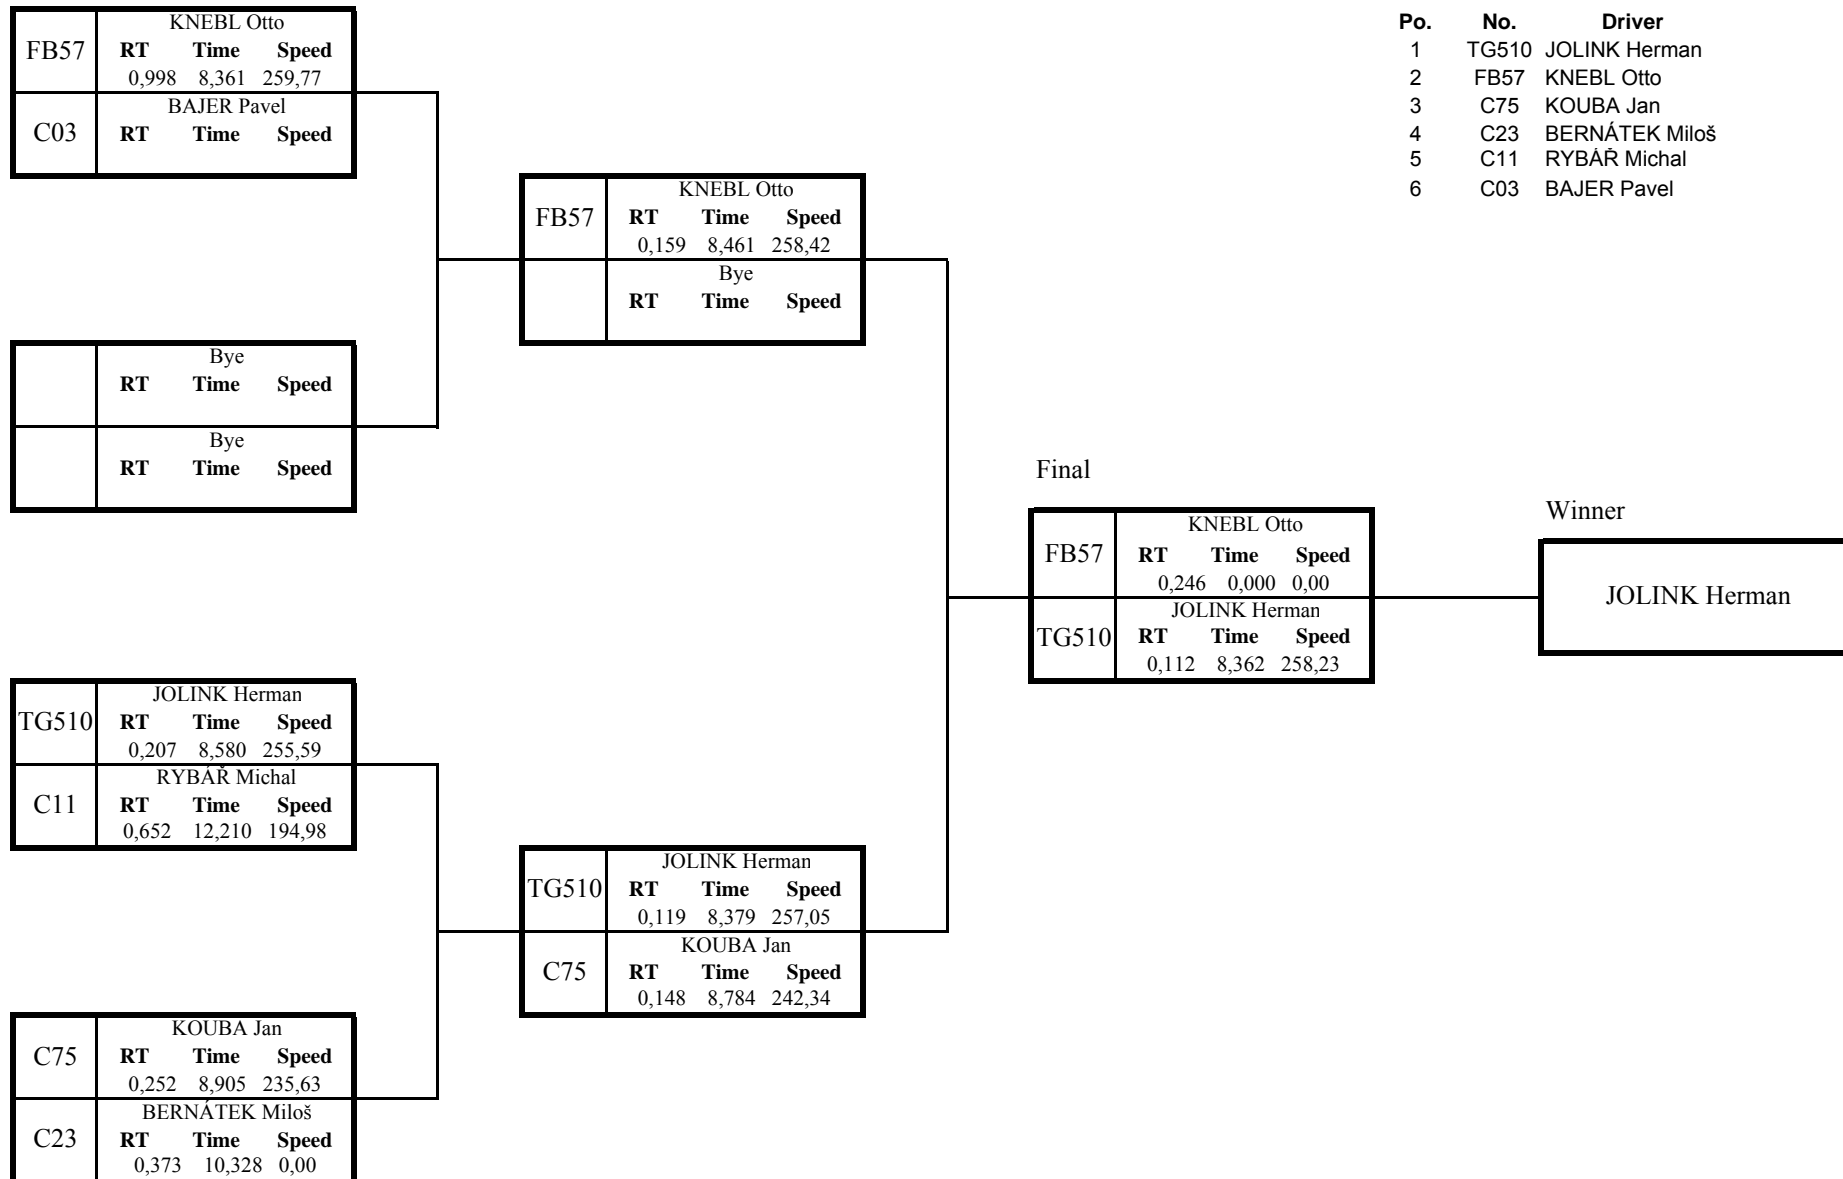 KNEBL Otto
FB57 RT Time Speed
0,998 8,361 259,77
BAJER Pavel
C03 RT Time Speed
Bye
RT Time Speed
Bye
RT Time Speed
JOLINK Herman
TG510 RT Time Speed
0,207 8,580 255,59
RYBÁŘ Michal
C11 RT Time Speed
0,652 12,210 194,98
KOUBA Jan
C75 RT Time Speed
0,252 8,905 235,63
BERNÁTEK Miloš
C23 RT Time Speed
0,373 10,328 0,00
KNEBL Otto
FB57 RT Time Speed
0,159 8,461 258,42
Bye
RT Time Speed
JOLINK Herman
TG510 RT Time Speed
0,119 8,379 257,05
KOUBA Jan
C75 RT Time Speed
0,148 8,784 242,34
Final
KNEBL Otto
FB57 RT Time Speed
0,246 0,000 0,00
JOLINK Herman
TG510 RT Time Speed
0,112 8,362 258,23
Winner
JOLINK Herman
Po. No. Driver
1 TG510 JOLINK Herman
2 FB57 KNEBL Otto
3 C75 KOUBA Jan
4 C23 BERNÁTEK Miloš
5 C11 RYBÁŘ Michal
6 C03 BAJER Pavel